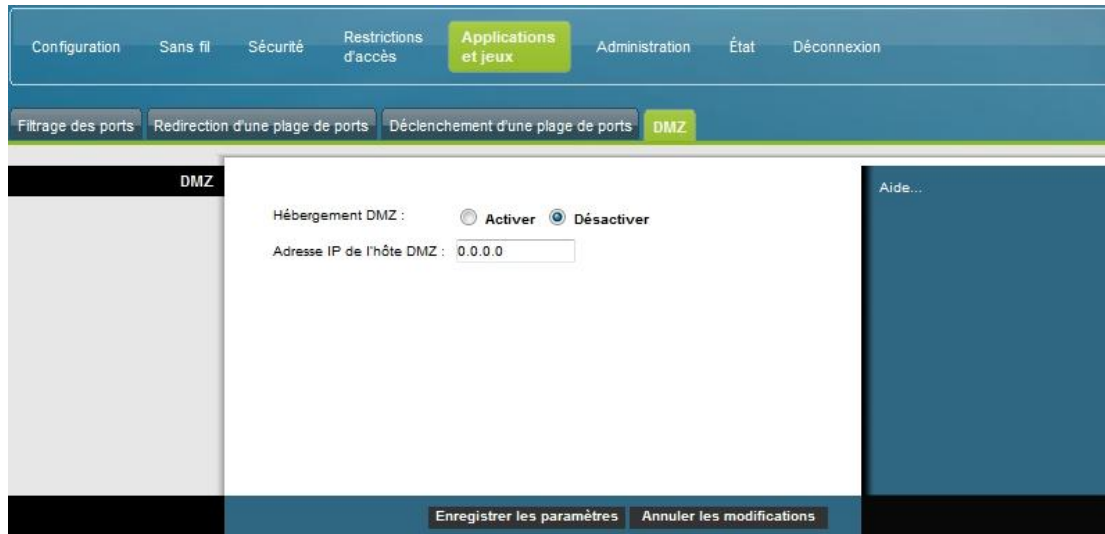 Configuration
Sans fil
Sécurité
Restrictions
d'accès
Applications
et jeux
Administration
État
Déconnexion
Filtrage des ports
Redirection d'une plage de ports
Déclenchement d'une plage de ports
DMZ
DMZ
Hébergement DMZ :
Activer
Désactiver
Adresse IP de l'hôte DMZ :
0.0.0.0
Aide...
Enregistrer les paramètres
Annuler les modifications